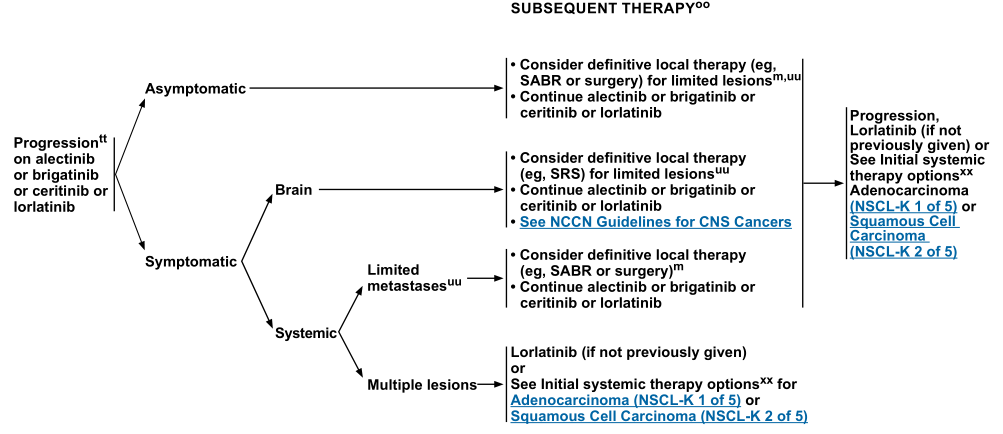 SUBSEQUENT THERAPYoo
Progressiontt
on alectinib
or brigatinib
or ceritinib or
lorlatinib
Asymptomatic
• Consider definitive local therapy (eg,
SABR or surgery) for limited lesionsm,uu
• Continue alectinib or brigatinib or
ceritinib or lorlatinib
Symptomatic
Brain
• Consider definitive local therapy
(eg, SRS) for limited lesionsuu
• Continue alectinib or brigatinib or
ceritinib or lorlatinib
• See NCCN Guidelines for CNS Cancers
Systemic
Limited
metastasesuu
• Consider definitive local therapy
(eg, SABR or surgery)m
• Continue alectinib or brigatinib or
ceritinib or lorlatinib
Multiple lesions
Lorlatinib (if not previously given)
or
See Initial systemic therapy optionsxx for
Adenocarcinoma (NSCL-K 1 of 5) or
Squamous Cell Carcinoma (NSCL-K 2 of 5)
Progression,
Lorlatinib (if not
previously given) or
See Initial systemic
therapy optionsxx
Adenocarcinoma
(NSCL-K 1 of 5) or
Squamous Cell
Carcinoma
(NSCL-K 2 of 5)